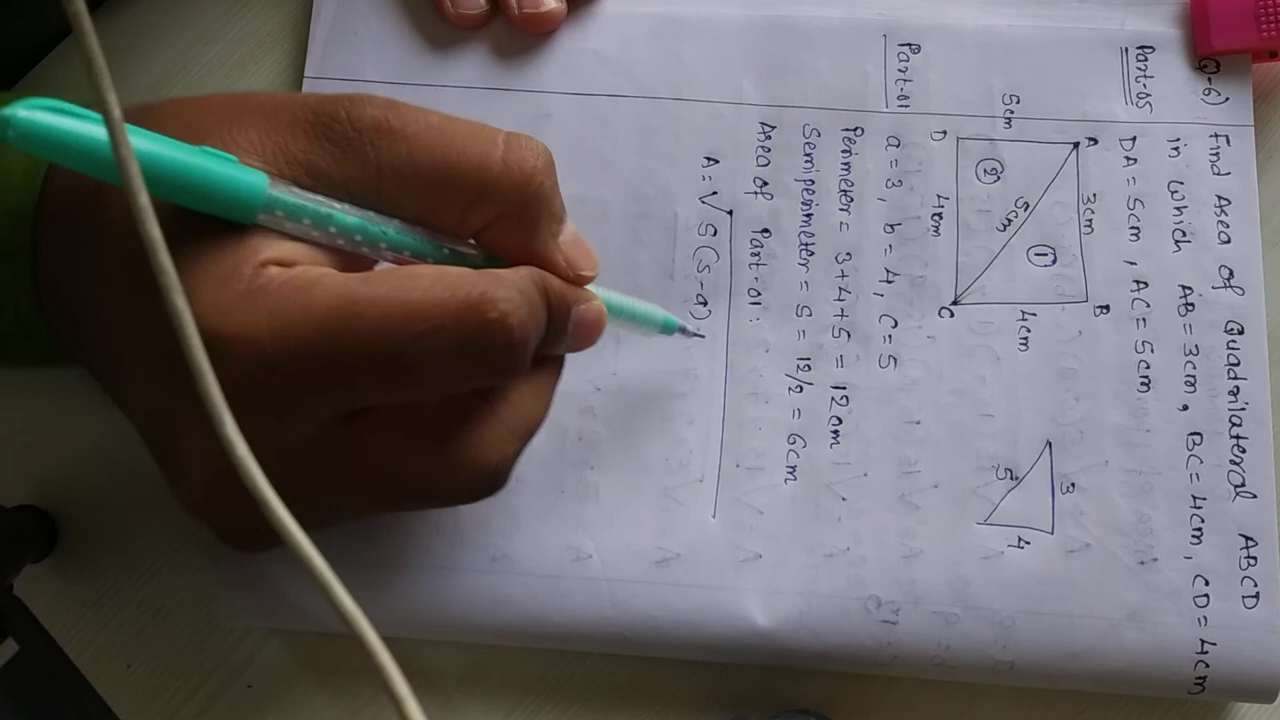 Q-6) Find Area of Quadrilateral ABCD
in which AB=3cm, BC=4cm, CD=4cm
Part-05 DA=5cm, AC=5cm
A 3cm B
5cm ② 5cm ① 4cm
D 4cm C
3
5 4
Part-01 a=3, b=4, c=5
Perimeter = 3+4+5 = 12cm
Semiperimeter = S = 12/2 = 6cm
Area of Part-01:
A=√S(S-a)